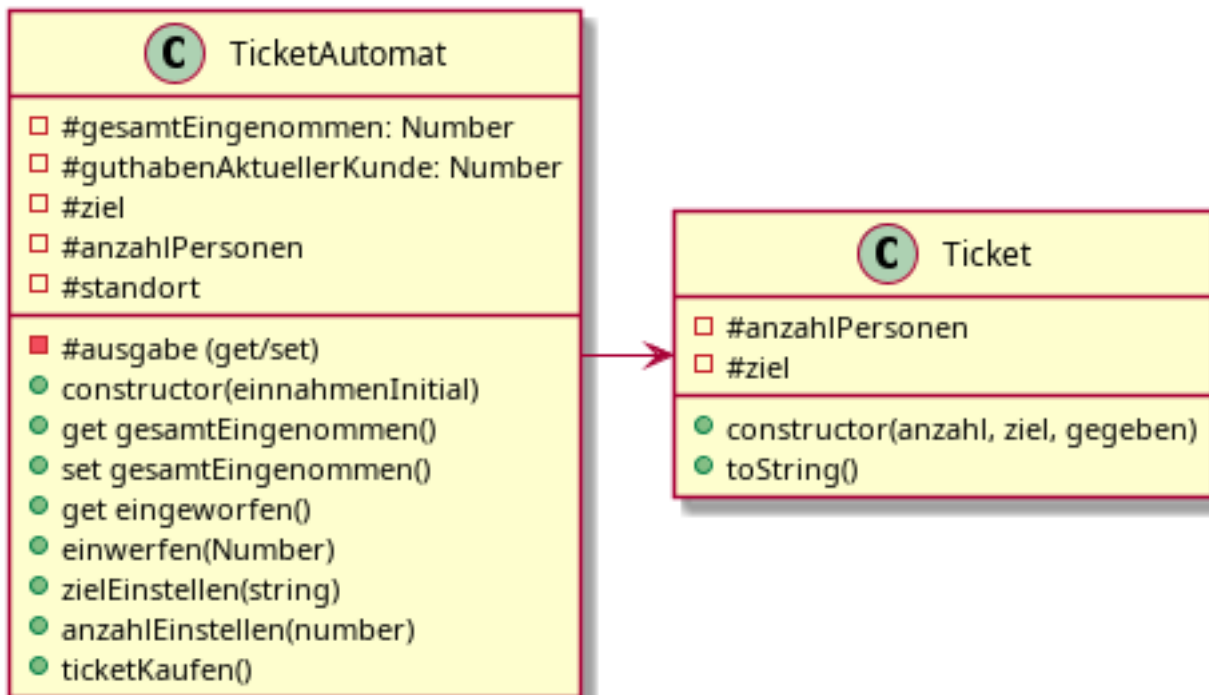 C TicketAutomat
#gesamtEingenommen: Number
#guthabenAktuellerKunde: Number
#ziel
#anzahlPersonen
#standort
#ausgabe (get/set)
constructor(einnahmenInitial)
get gesamtEingenommen()
set gesamtEingenommen()
get eingeworfen()
einwerfen(Number)
zielEinstellen(string)
anzahlEinstellen(number)
ticketKaufen()
C Ticket
#anzahlPersonen
#ziel
constructor(anzahl, ziel, gegeben)
toString()